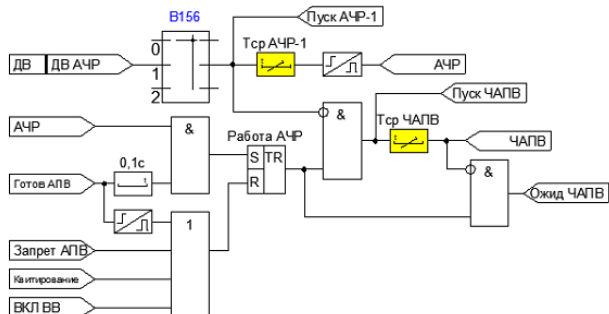 B156
Пуск АЧР-1
0
Тср АЧР-1
ДВ
ДВ АЧР
1
АЧР
2
Пуск ЧАПВ
АЧР
&
&
Тср ЧАПВ
Работа АЧР
ЧАПВ
S
TR
0,1с
Готов АПВ
R
&
Ожид ЧАПВ
1
Запрет АПВ
Квитирование
ВКЛ ВВ